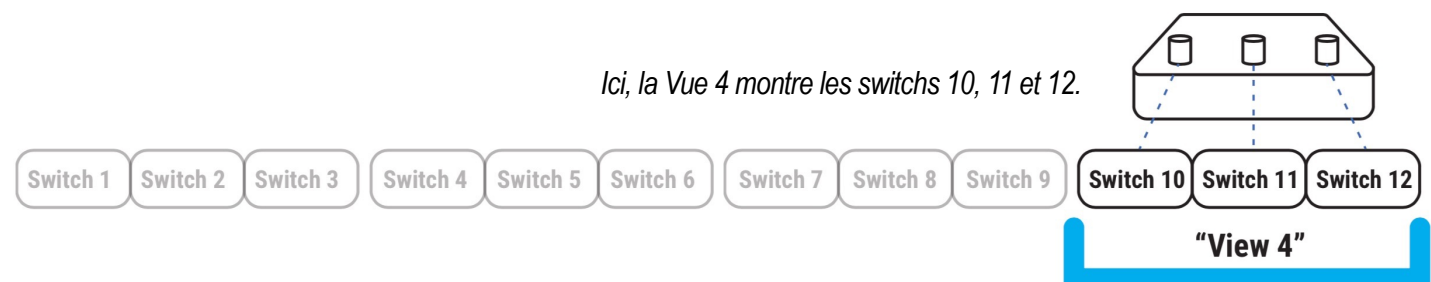 Ici, la Vue 4 montre les switchs 10, 11 et 12.
Switch 1 Switch 2 Switch 3 Switch 4 Switch 5 Switch 6 Switch 7 Switch 8 Switch 9 Switch 10 Switch 11 Switch 12
“View 4”